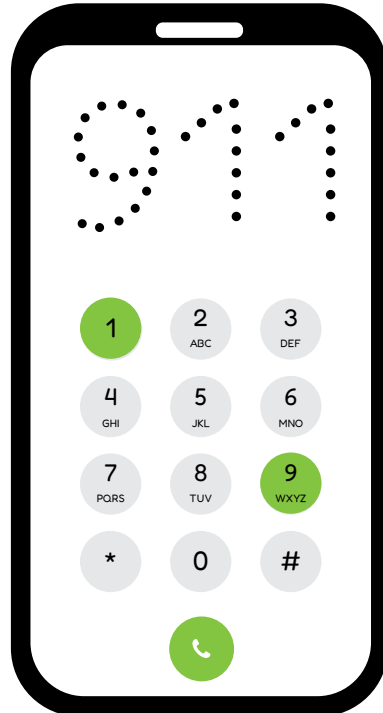 911
1 2 3
ABC DEF
4 5 6
GHI JKL MNO
7 8 9
PQRS TUV WXYZ
* 0 #